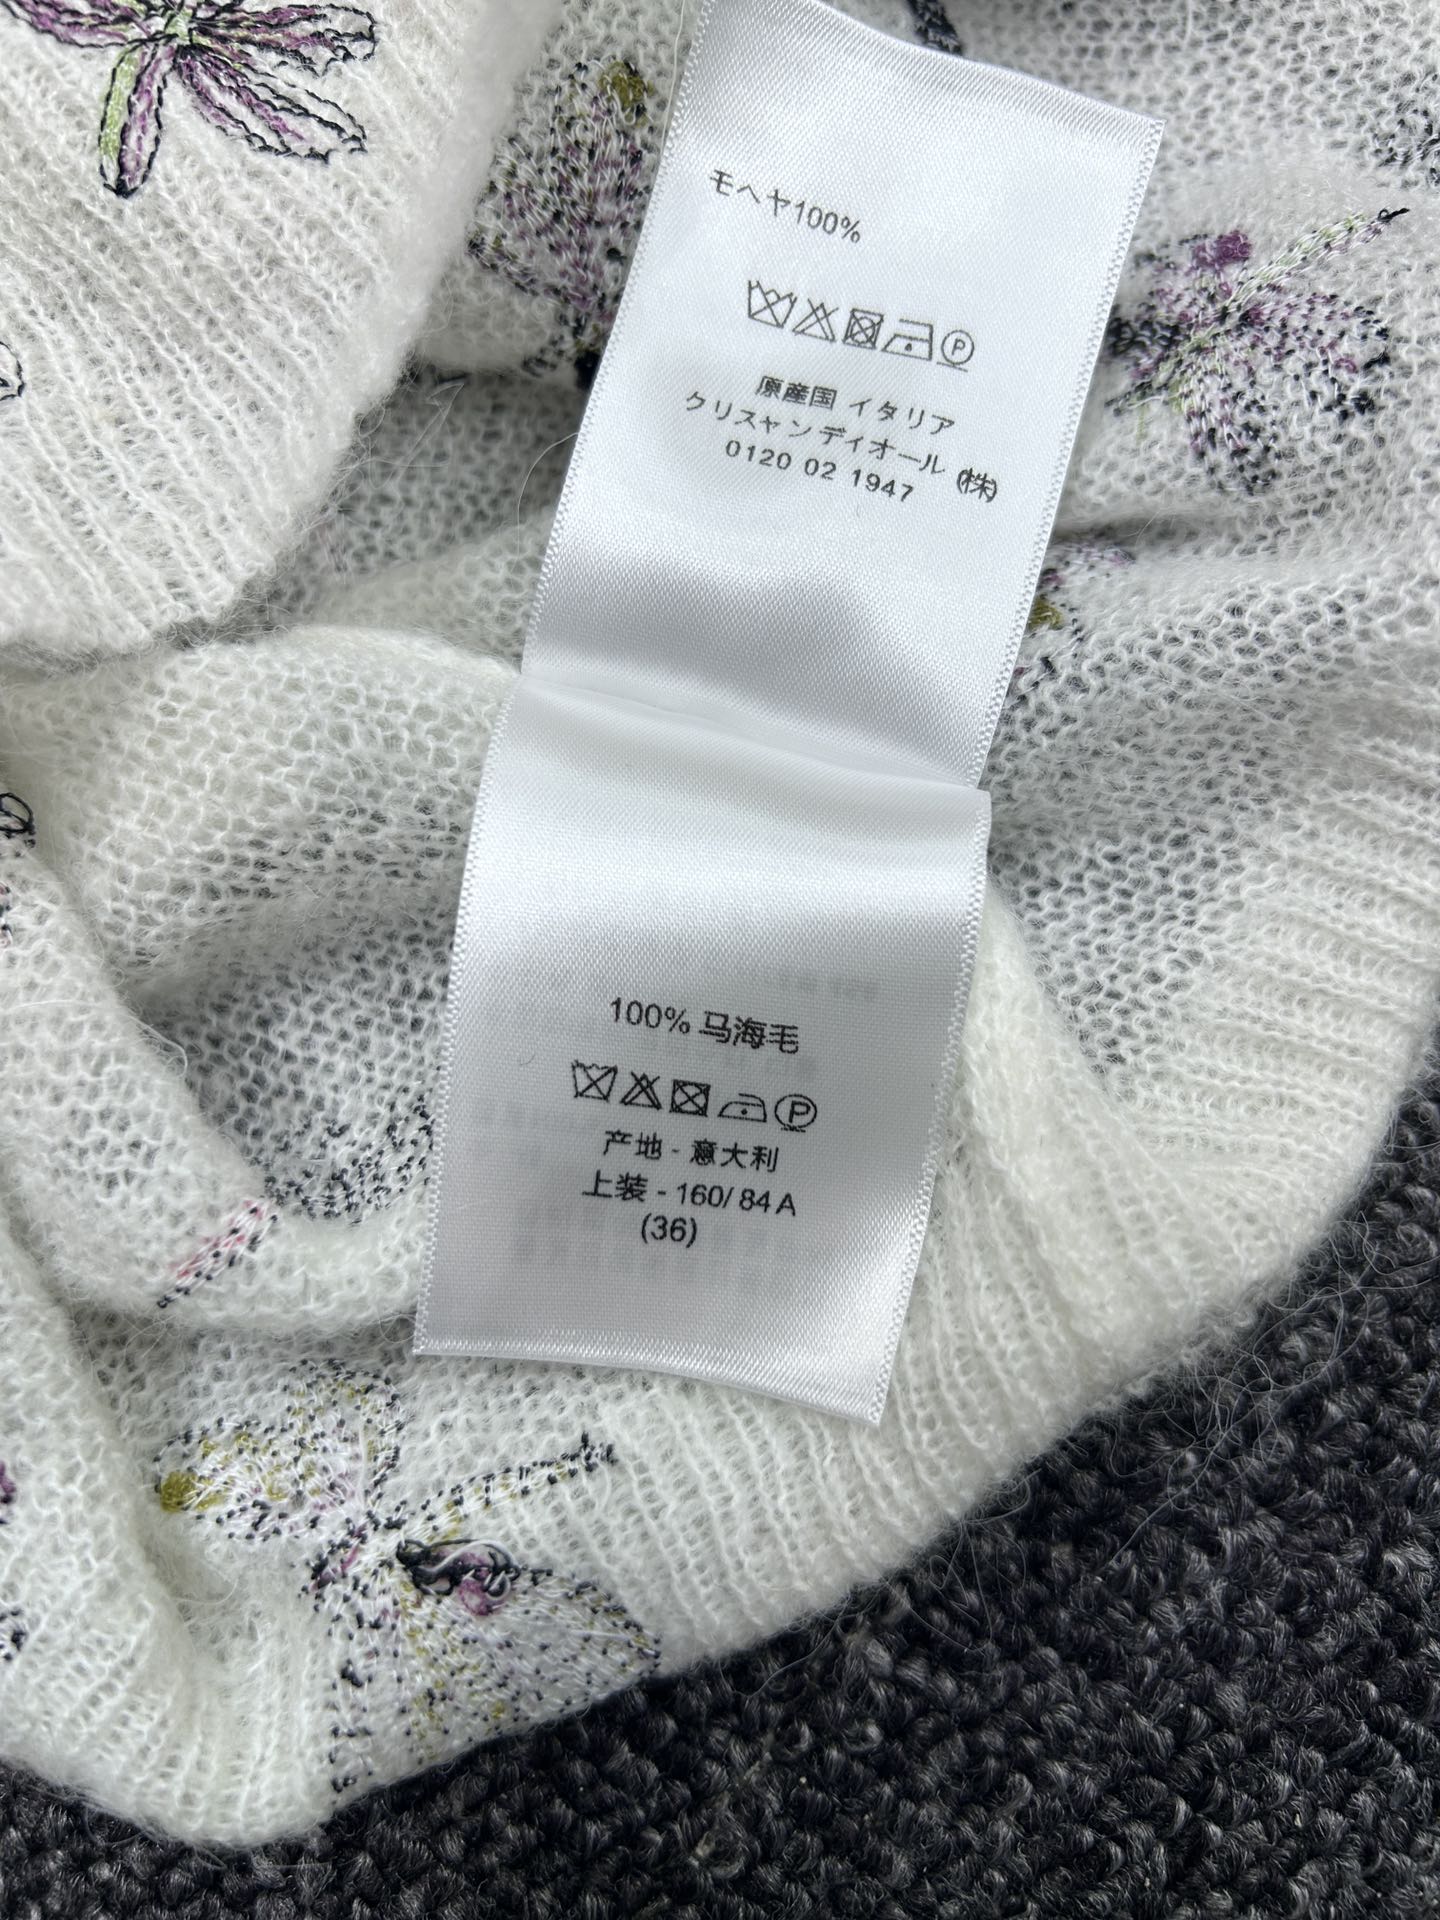 モヘヤ100%
原産国 イタリア
クリスャンディオール (株)
0120 02 1947
100% 马海毛
产地 - 意大利
上装 - 160/84A
(36)